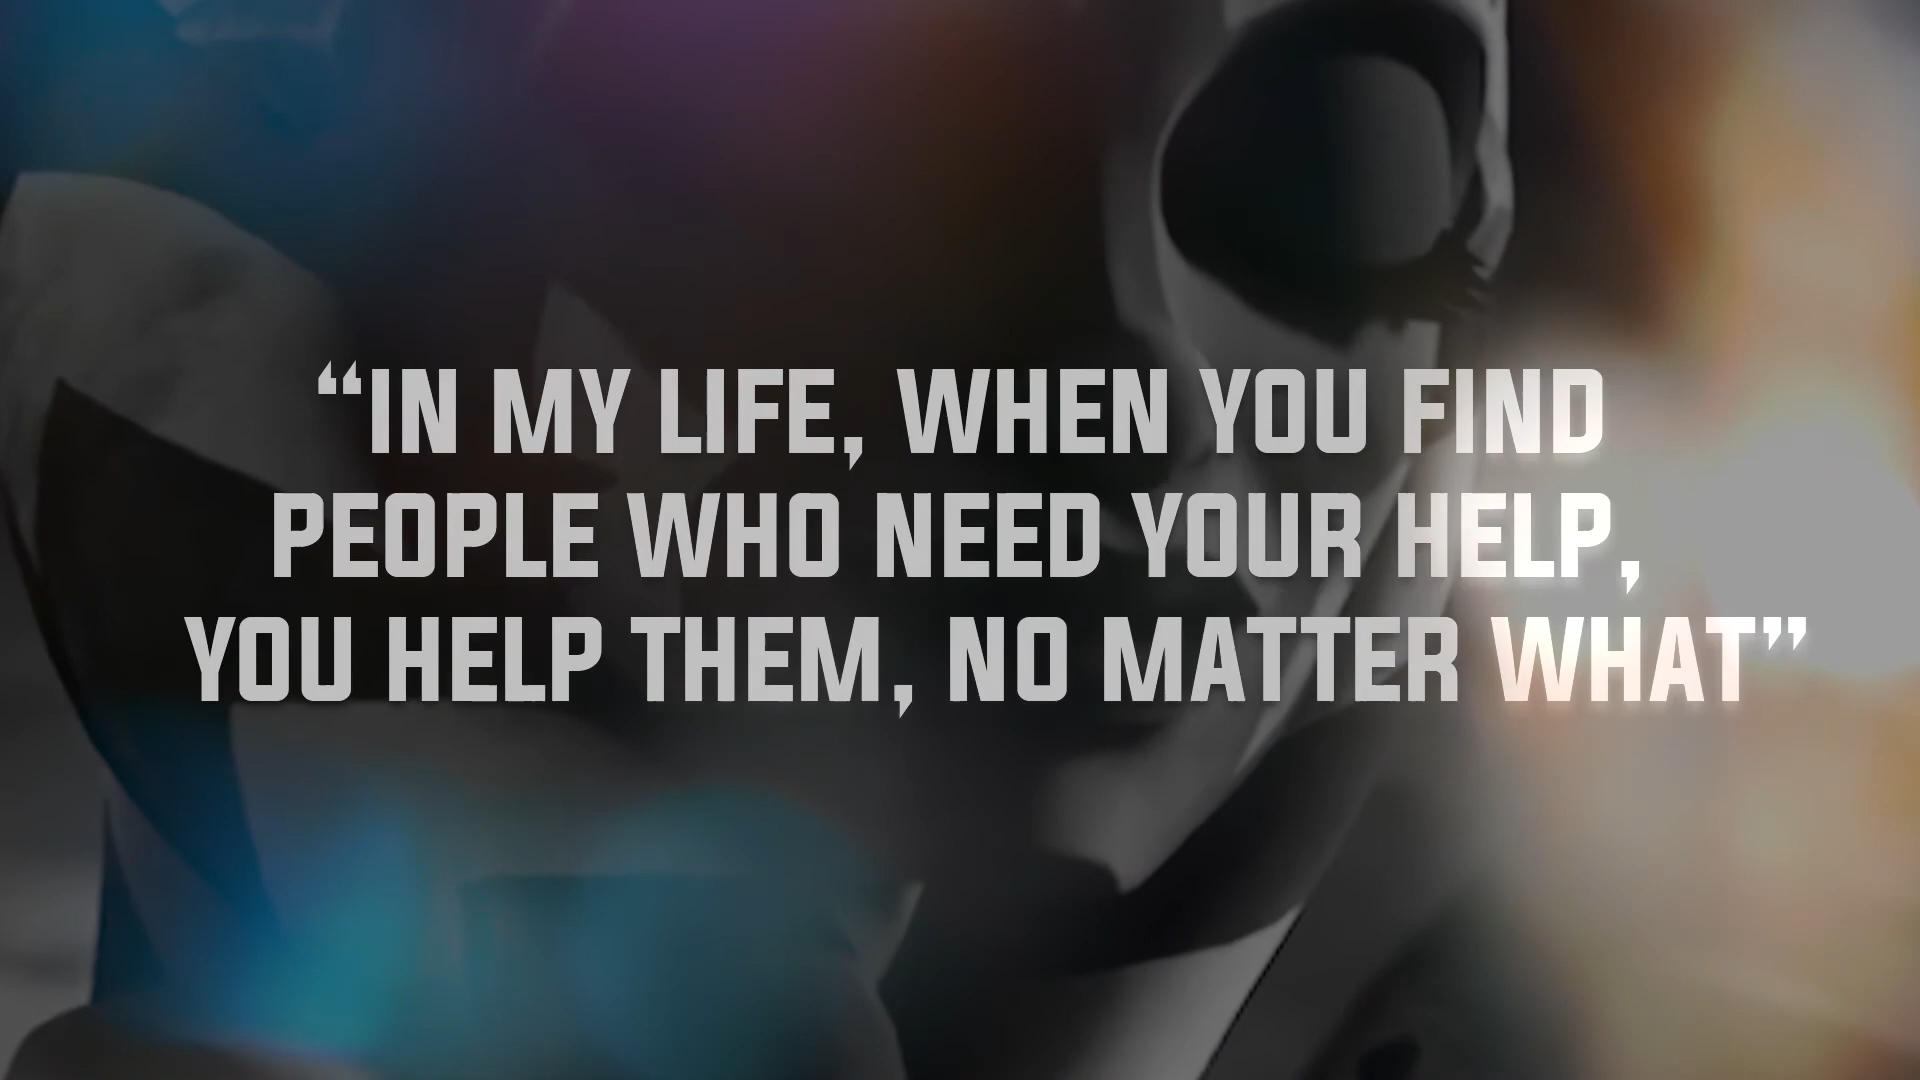 “IN MY LIFE, WHEN YOU FIND
PEOPLE WHO NEED YOUR HELP,
YOU HELP THEM, NO MATTER WHAT”